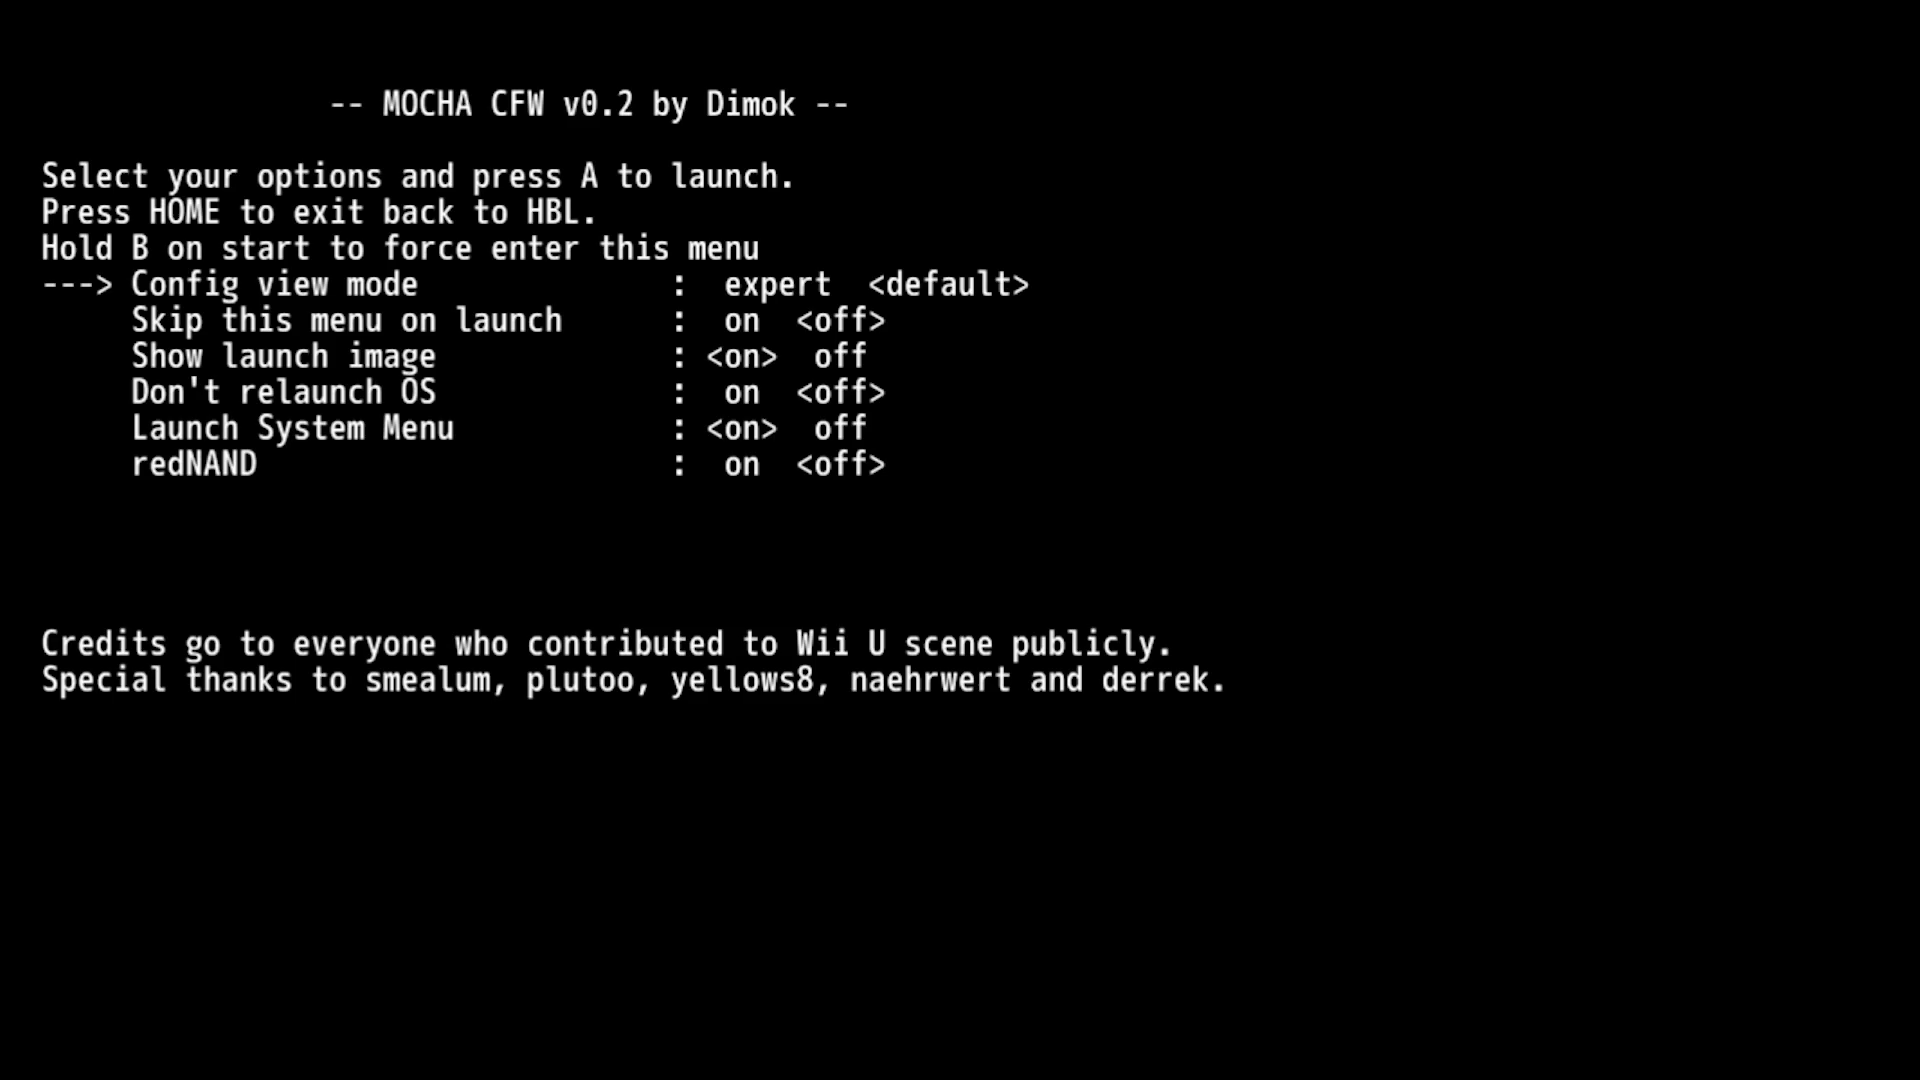 -- MOCHA CFW v0.2 by Dimok --
Select your options and press A to launch.
Press HOME to exit back to HBL.
Hold B on start to force enter this menu
---> Config view mode : expert <default>
Skip this menu on launch : on <off>
Show launch image : <on> off
Don't relaunch OS : on <off>
Launch System Menu : <on> off
redNAND : on <off>
Credits go to everyone who contributed to Wii U scene publicly.
Special thanks to smealum, plutoo, yellows8, naehrwert and derrek.